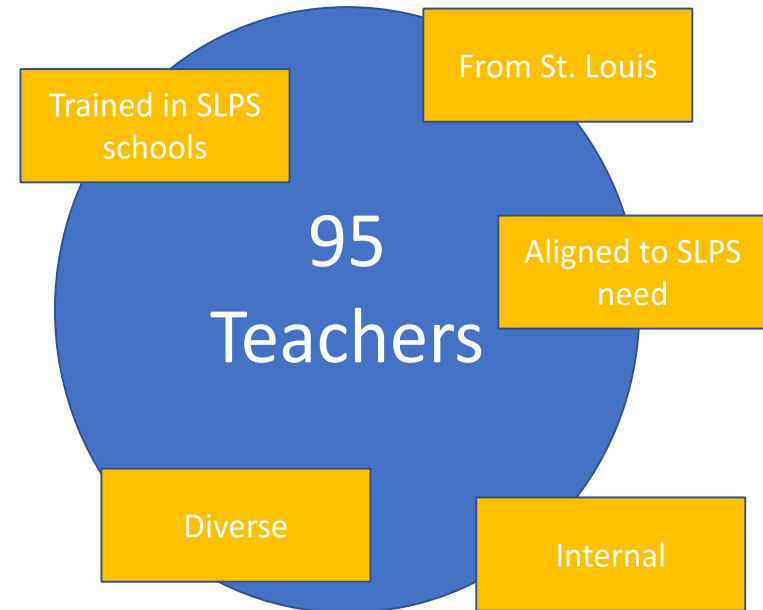 From St. Louis
Trained in SLPS
schools
95
Teachers
Aligned to SLPS
need
Diverse
Internal